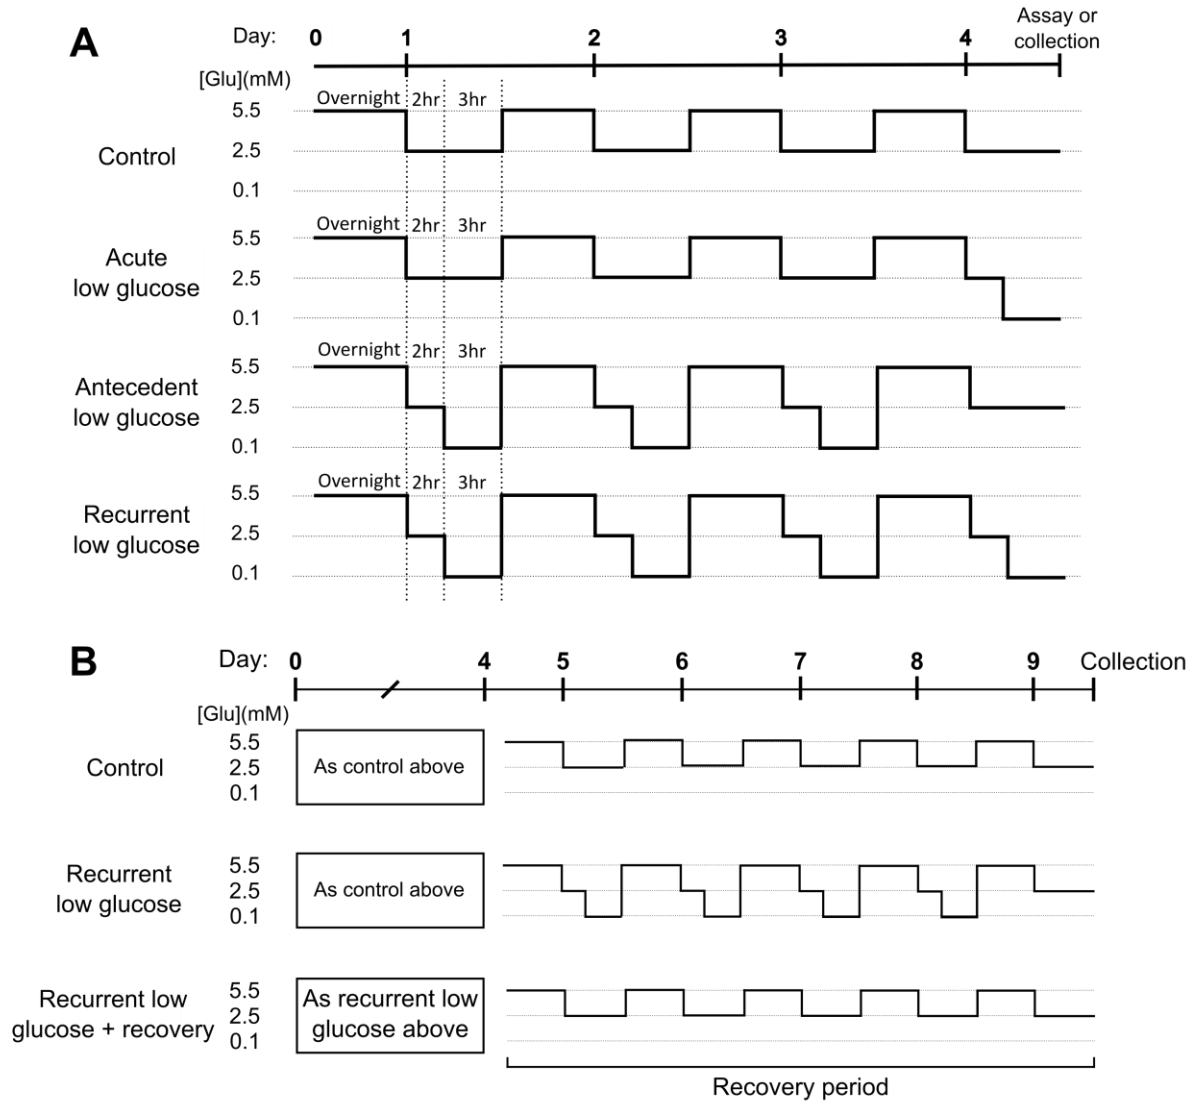 A
Day: 0 1 2 3 4 Assay or
collection
[Glu](mM)
Overnight 2hr 3hr
5.5
Control 2.5
0.1
Overnight 2hr 3hr
5.5
Acute
low glucose 2.5
0.1
Overnight 2hr 3hr
5.5
Antecedent
low glucose 2.5
0.1
Overnight 2hr 3hr
5.5
Recurrent
low glucose 2.5
0.1
B
Day: 0 4 5 6 7 8 9 Collection
[Glu](mM)
5.5
Control 2.5 As control above
0.1
5.5
Recurrent
low glucose 2.5 As control above
0.1
5.5 As recurrent low
Recurrent low
glucose + recovery 2.5 glucose above
0.1
Recovery period